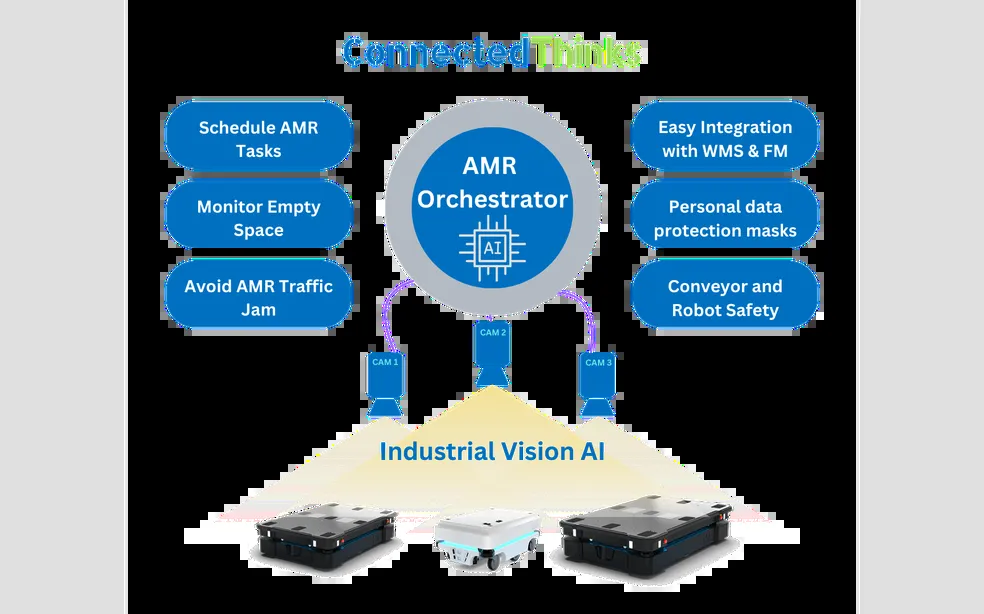 ConnectedThinks
Schedule AMR
Tasks
Monitor Empty
Space
Avoid AMR Traffic
Jam
AMR
Orchestrator
AI
Easy Integration
with WMS & FM
Personal data
protection masks
Conveyor and
Robot Safety
CAM 1
CAM 2
CAM 3
Industrial Vision AI